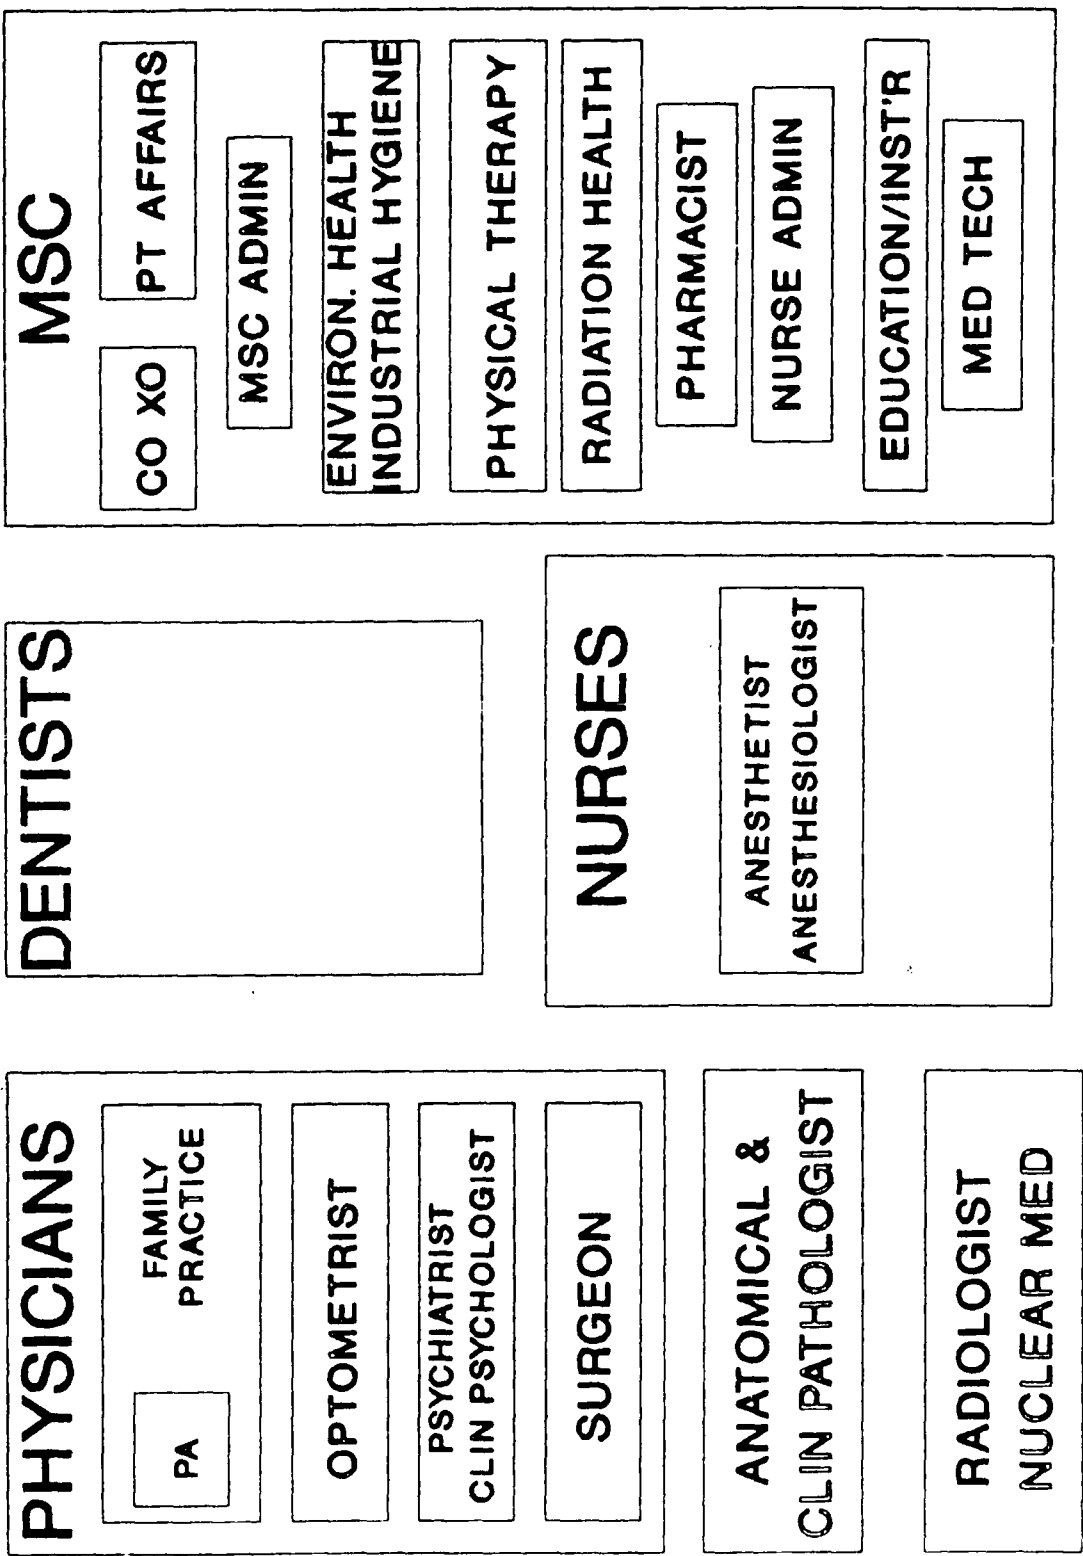 PHYSICIANS
PA
FAMILY
PRACTICE
OPTOMETRIST
PSYCHIATRIST
CLIN PSYCHOLOGIST
SURGEON
ANATOMICAL &
CLIN PATHOLOGIST
RADIOLOGIST
NUCLEAR MED
DENTISTS
NURSES
ANESTHETIST
ANESTHESIOLOGIST
MSC
CO XO
PT AFFAIRS
MSC ADMIN
ENVIRON. HEALTH
INDUSTRIAL HYGIENE
PHYSICAL THERAPY
RADIATION HEALTH
PHARMACIST
NURSE ADMIN
EDUCATION/INST'R
MED TECH